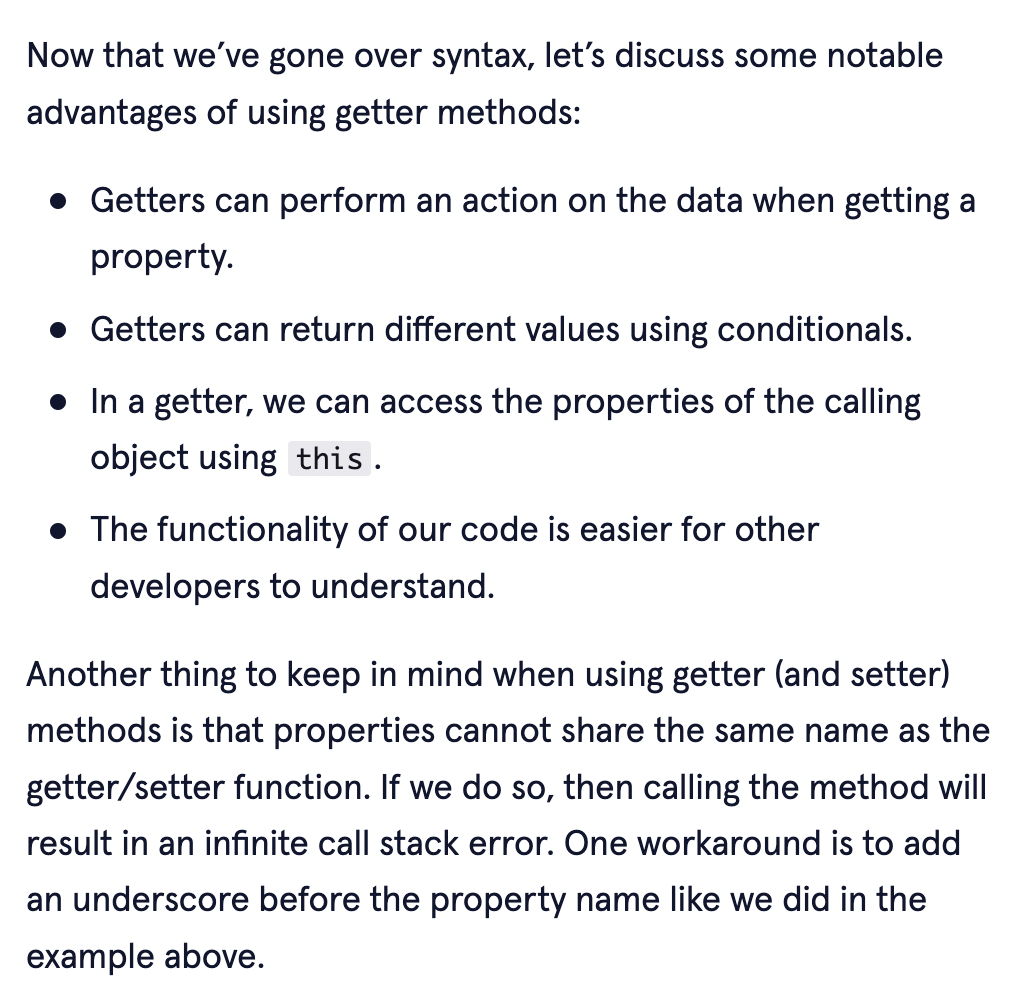 Now that we’ve gone over syntax, let’s discuss some notable
advantages of using getter methods:
● Getters can perform an action on the data when getting a
property.
● Getters can return different values using conditionals.
● In a getter, we can access the properties of the calling
object using this.
● The functionality of our code is easier for other
developers to understand.
Another thing to keep in mind when using getter (and setter)
methods is that properties cannot share the same name as the
getter/setter function. If we do so, then calling the method will
result in an infinite call stack error. One workaround is to add
an underscore before the property name like we did in the
example above.